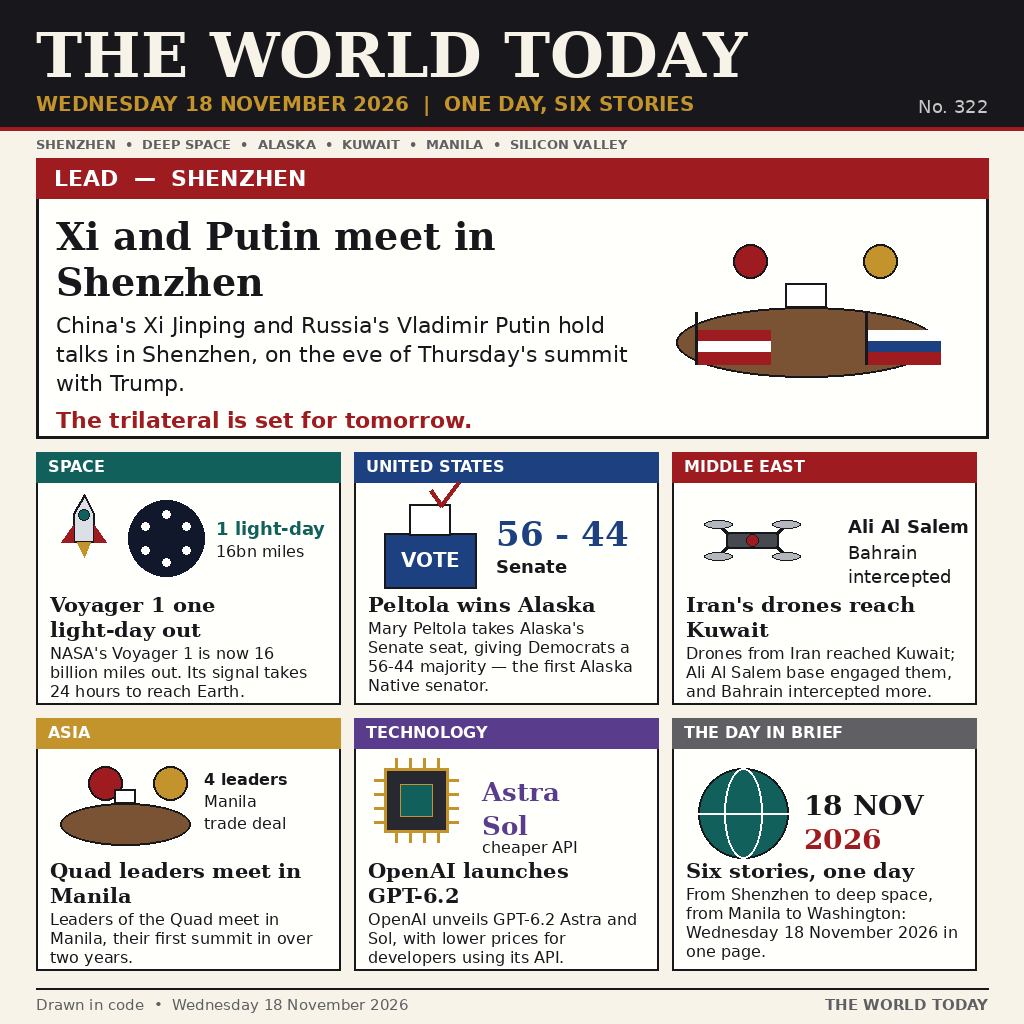 THE WORLD TODAY
WEDNESDAY 18 NOVEMBER 2026 | ONE DAY, SIX STORIES
No. 322
SHENZHEN • DEEP SPACE • ALASKA • KUWAIT • MANILA • SILICON VALLEY
LEAD — SHENZHEN
Xi and Putin meet in
Shenzhen
China's Xi Jinping and Russia's Vladimir Putin hold
talks in Shenzhen, on the eve of Thursday's summit
with Trump.
The trilateral is set for tomorrow.
SPACE
1 light-day
16bn miles
Voyager 1 one
light-day out
NASA's Voyager 1 is now 16
billion miles out. Its signal takes
24 hours to reach Earth.
UNITED STATES
VOTE
56 - 44
Senate
Peltola wins Alaska
Mary Peltola takes Alaska's
Senate seat, giving Democrats a
56-44 majority — the first Alaska
Native senator.
MIDDLE EAST
Ali Al Salem
Bahrain
intercepted
Iran's drones reach
Kuwait
Drones from Iran reached Kuwait;
Ali Al Salem base engaged them,
and Bahrain intercepted more.
ASIA
4 leaders
Manila
trade deal
Quad leaders meet in
Manila
Leaders of the Quad meet in
Manila, their first summit in over
two years.
TECHNOLOGY
Astra
Sol
cheaper API
OpenAI launches
GPT-6.2
OpenAI unveils GPT-6.2 Astra and
Sol, with lower prices for
developers using its API.
THE DAY IN BRIEF
18 NOV
2026
Six stories, one day
From Shenzhen to deep space,
from Manila to Washington:
Wednesday 18 November 2026 in
one page.
Drawn in code • Wednesday 18 November 2026
THE WORLD TODAY